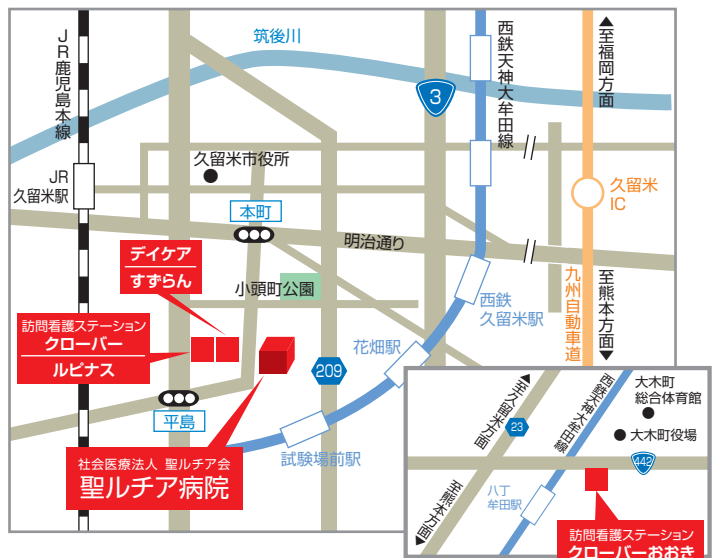 筑後川
JR鹿児島本線
3
西鉄天神大牟田線
至福岡方面
久留米市役所
JR
久留米駅
久留米
IC
本町
明治通り
デイケア
すずらん
小頭町公園
西鉄
久留米駅
九州自動車道
至熊本方面
訪問看護ステーション
クローバー
ルピナス
花畑駅
209
平島
試験場前駅
社会医療法人 聖ルチア会
聖ルチア病院
至久留米方面
23
西鉄天神大牟田線
大木町
総合体育館
大木町役場
442
至熊本方面
八丁
牟田駅
訪問看護ステーション
クローバーおおき